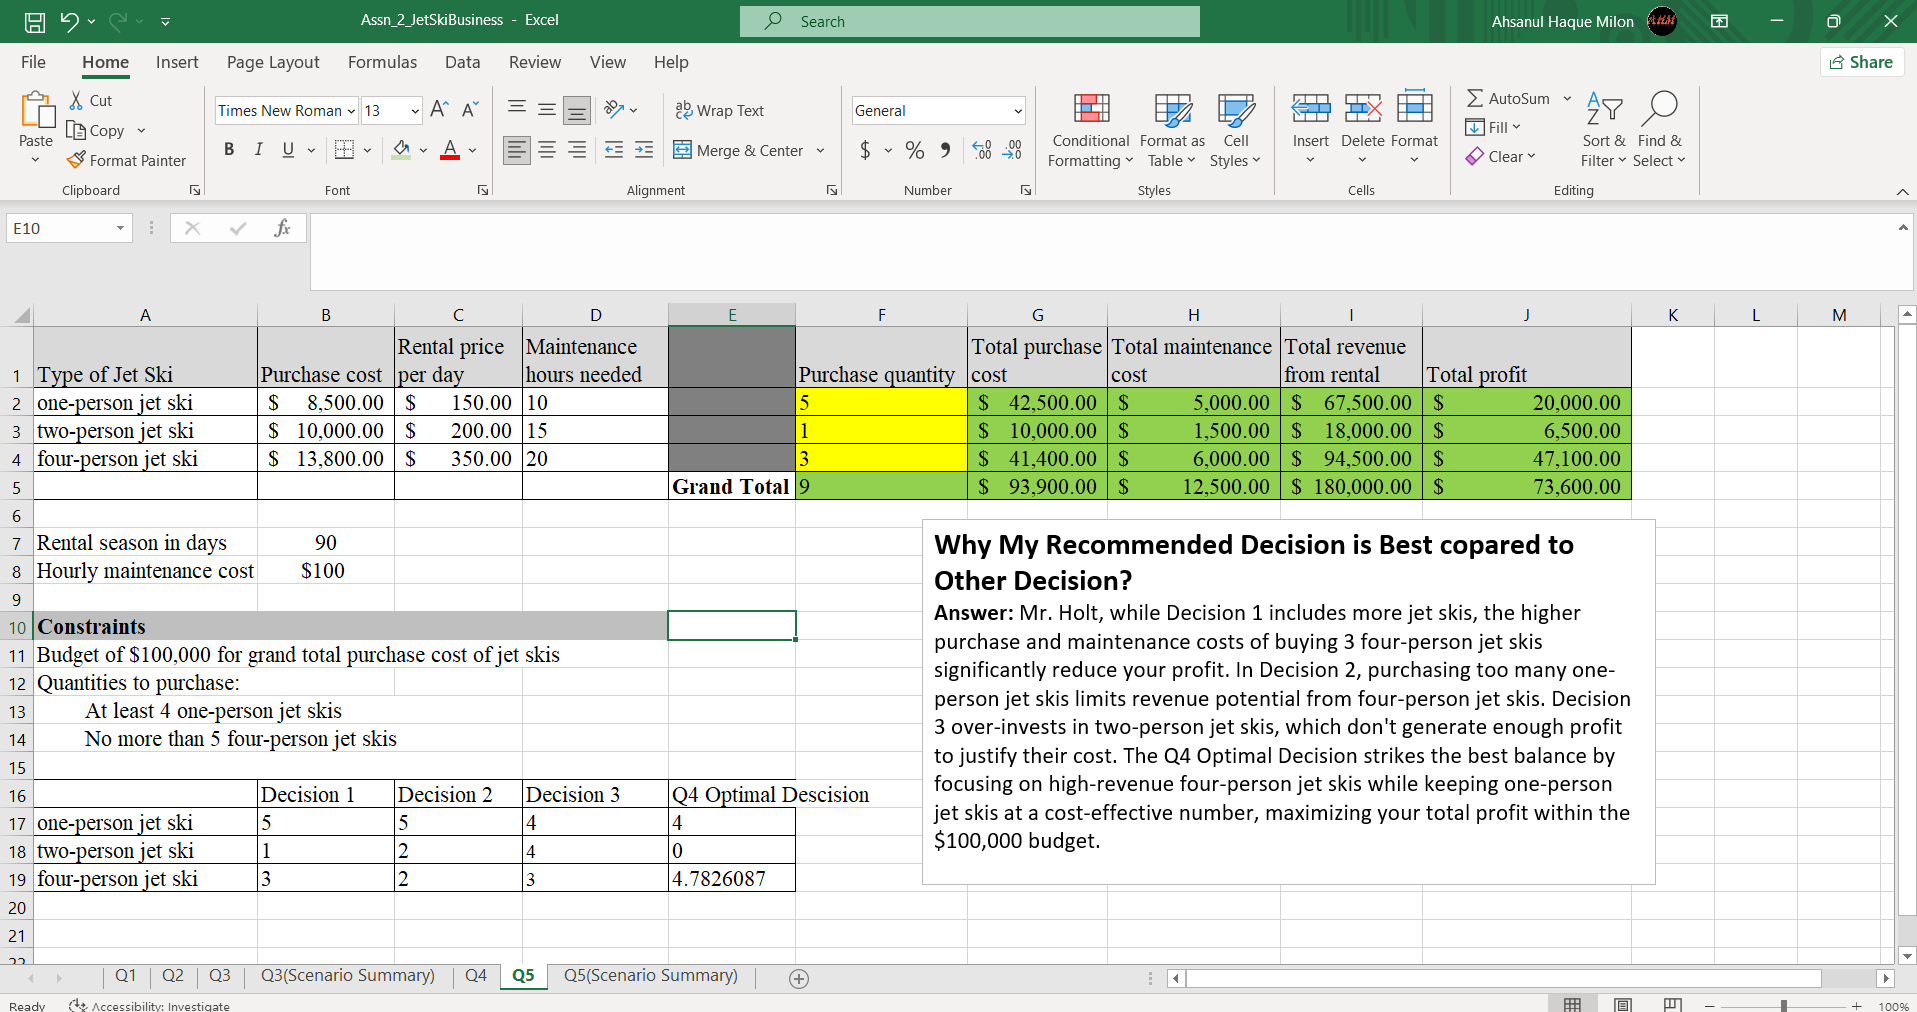 Assn_2_JetSkiBusiness - Excel
Search
Ahsanul Haque Milon
AHM
File Home Insert Page Layout Formulas Data Review View Help
Share
Paste
Cut
Copy
Format Painter
Clipboard
Times New Roman 13
B I U A
Font
ab Wrap Text
Merge & Center
Alignment
General
$ % 9
Number
Conditional Formatting
Format as Table
Cell Styles
Styles
Insert Delete Format
Cells
AutoSum
Fill
Clear
Sort & Filter
Find & Select
Editing
E10
fx
A B C D E F G H I J K L M
1 Type of Jet Ski Purchase cost Rental price per day Maintenance hours needed Purchase quantity Total purchase cost Total maintenance cost Total revenue from rental Total profit
2 one-person jet ski $ 8,500.00 $ 150.00 10 5 $ 42,500.00 $ 5,000.00 $ 67,500.00 $ 20,000.00
3 two-person jet ski $ 10,000.00 $ 200.00 15 1 $ 10,000.00 $ 1,500.00 $ 18,000.00 $ 6,500.00
4 four-person jet ski $ 13,800.00 $ 350.00 20 3 $ 41,400.00 $ 6,000.00 $ 94,500.00 $ 47,100.00
5 Grand Total 9 $ 93,900.00 $ 12,500.00 $ 180,000.00 $ 73,600.00
6
7 Rental season in days 90
8 Hourly maintenance cost $100
9
10 Constraints
11 Budget of $100,000 for grand total purchase cost of jet skis
12 Quantities to purchase:
13 At least 4 one-person jet skis
14 No more than 5 four-person jet skis
15
16 Decision 1 Decision 2 Decision 3 Q4 Optimal Descision
17 one-person jet ski 5 5 4 4
18 two-person jet ski 1 2 4 0
19 four-person jet ski 3 2 3 4.7826087
20
21
22
Why My Recommended Decision is Best copared to
Other Decision?
Answer: Mr. Holt, while Decision 1 includes more jet skis, the higher
purchase and maintenance costs of buying 3 four-person jet skis
significantly reduce your profit. In Decision 2, purchasing too many one-
person jet skis limits revenue potential from four-person jet skis. Decision
3 over-invests in two-person jet skis, which don't generate enough profit
to justify their cost. The Q4 Optimal Decision strikes the best balance by
focusing on high-revenue four-person jet skis while keeping one-person
jet skis at a cost-effective number, maximizing your total profit within the
$100,000 budget.
Q1 Q2 Q3 Q3(Scenario Summary) Q4 Q5 Q5(Scenario Summary)
Ready Accessibility: Investigate
100%